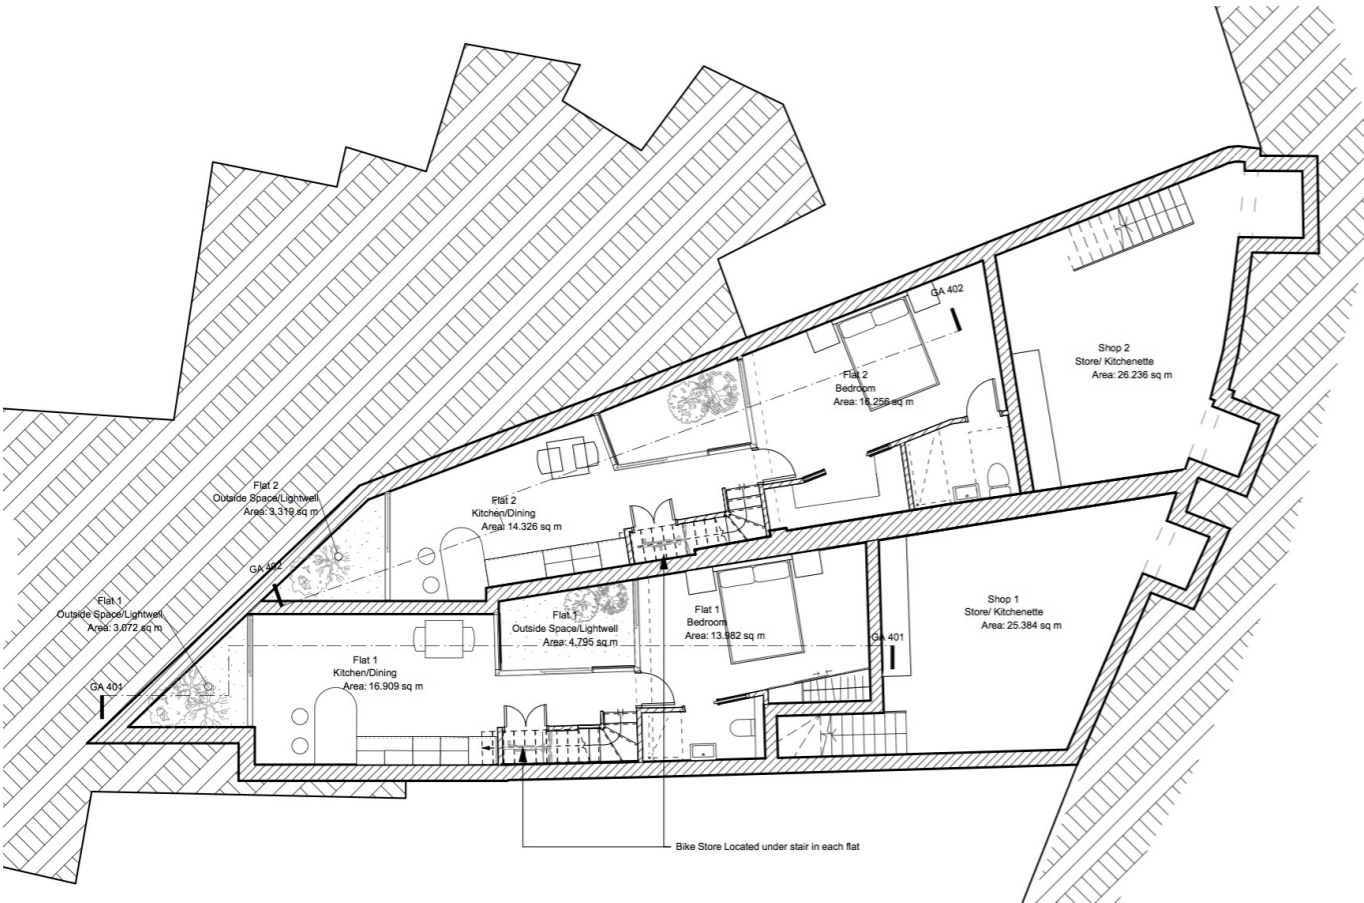 GA 402
Shop 2
Store/ Kitchenette
Area: 26.236 sq m
Flat 2
Bedroom
Area: 16.256 sq m
Flat 2
Outside Space/Lightwell
Area: 3.319 sq m
Flat 2
Kitchen/Dining
Area: 14.326 sq m
GA 402
Flat 1
Outside Space/Lightwell
Area: 3.072 sq m
Flat 1
Outside Space/Lightwell
Area: 4.795 sq m
Flat 1
Bedroom
Area: 13.982 sq m
Shop 1
Store/ Kitchenette
Area: 25.384 sq m
GA 401
Flat 1
Kitchen/Dining
Area: 16.909 sq m
GA 401
Bike Store Located under stair in each flat